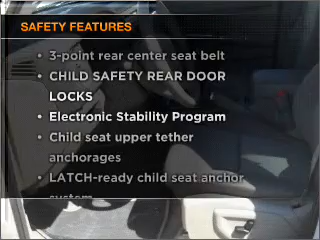 SAFETY FEATURES
• 3-point rear center seat belt
• CHILD SAFETY REAR DOOR
LOCKS
• Electronic Stability Program
• Child seat upper tether
anchorages
• LATCH-ready child seat anchor
system